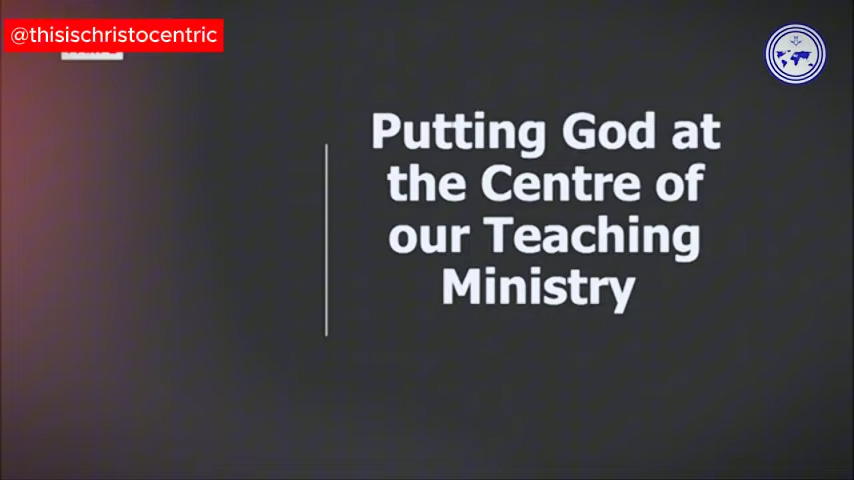 @thisischristocentric
Putting God at
the Centre of
our Teaching
Ministry